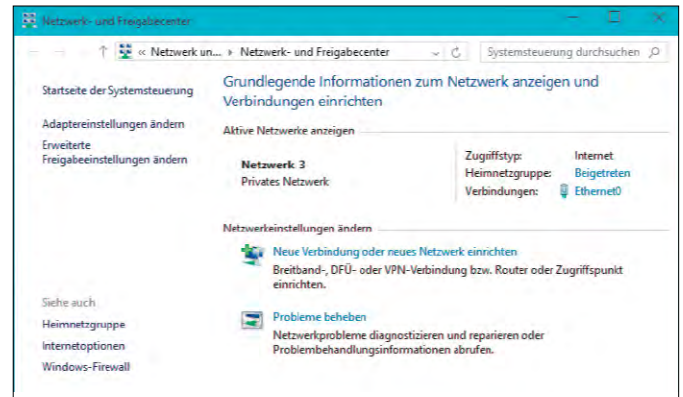 Netzwerk- und Freigabecenter
« Netzwerk un... Netzwerk- und Freigabecenter
Systemsteuerung durchsuchen
Startseite der Systemsteuerung
Adaptereinstellungen ändern
Erweiterte
Freigabeeinstellungen ändern
Grundlegende Informationen zum Netzwerk anzeigen und
Verbindungen einrichten
Aktive Netzwerke anzeigen
Netzwerk 3
Privates Netzwerk
Zugriffstyp: Internet
Heimnetzgruppe: Beigetreten
Verbindungen: Ethernet0
Netzwerkeinstellungen ändern
Neue Verbindung oder neues Netzwerk einrichten
Breitband-, DFÜ- oder VPN-Verbindung bzw. Router oder Zugriffspunkt
einrichten.
Probleme beheben
Netzwerkprobleme diagnostizieren und reparieren oder
Problembehandlungsinformationen abrufen.
Siehe auch
Heimnetzgruppe
Internetoptionen
Windows-Firewall